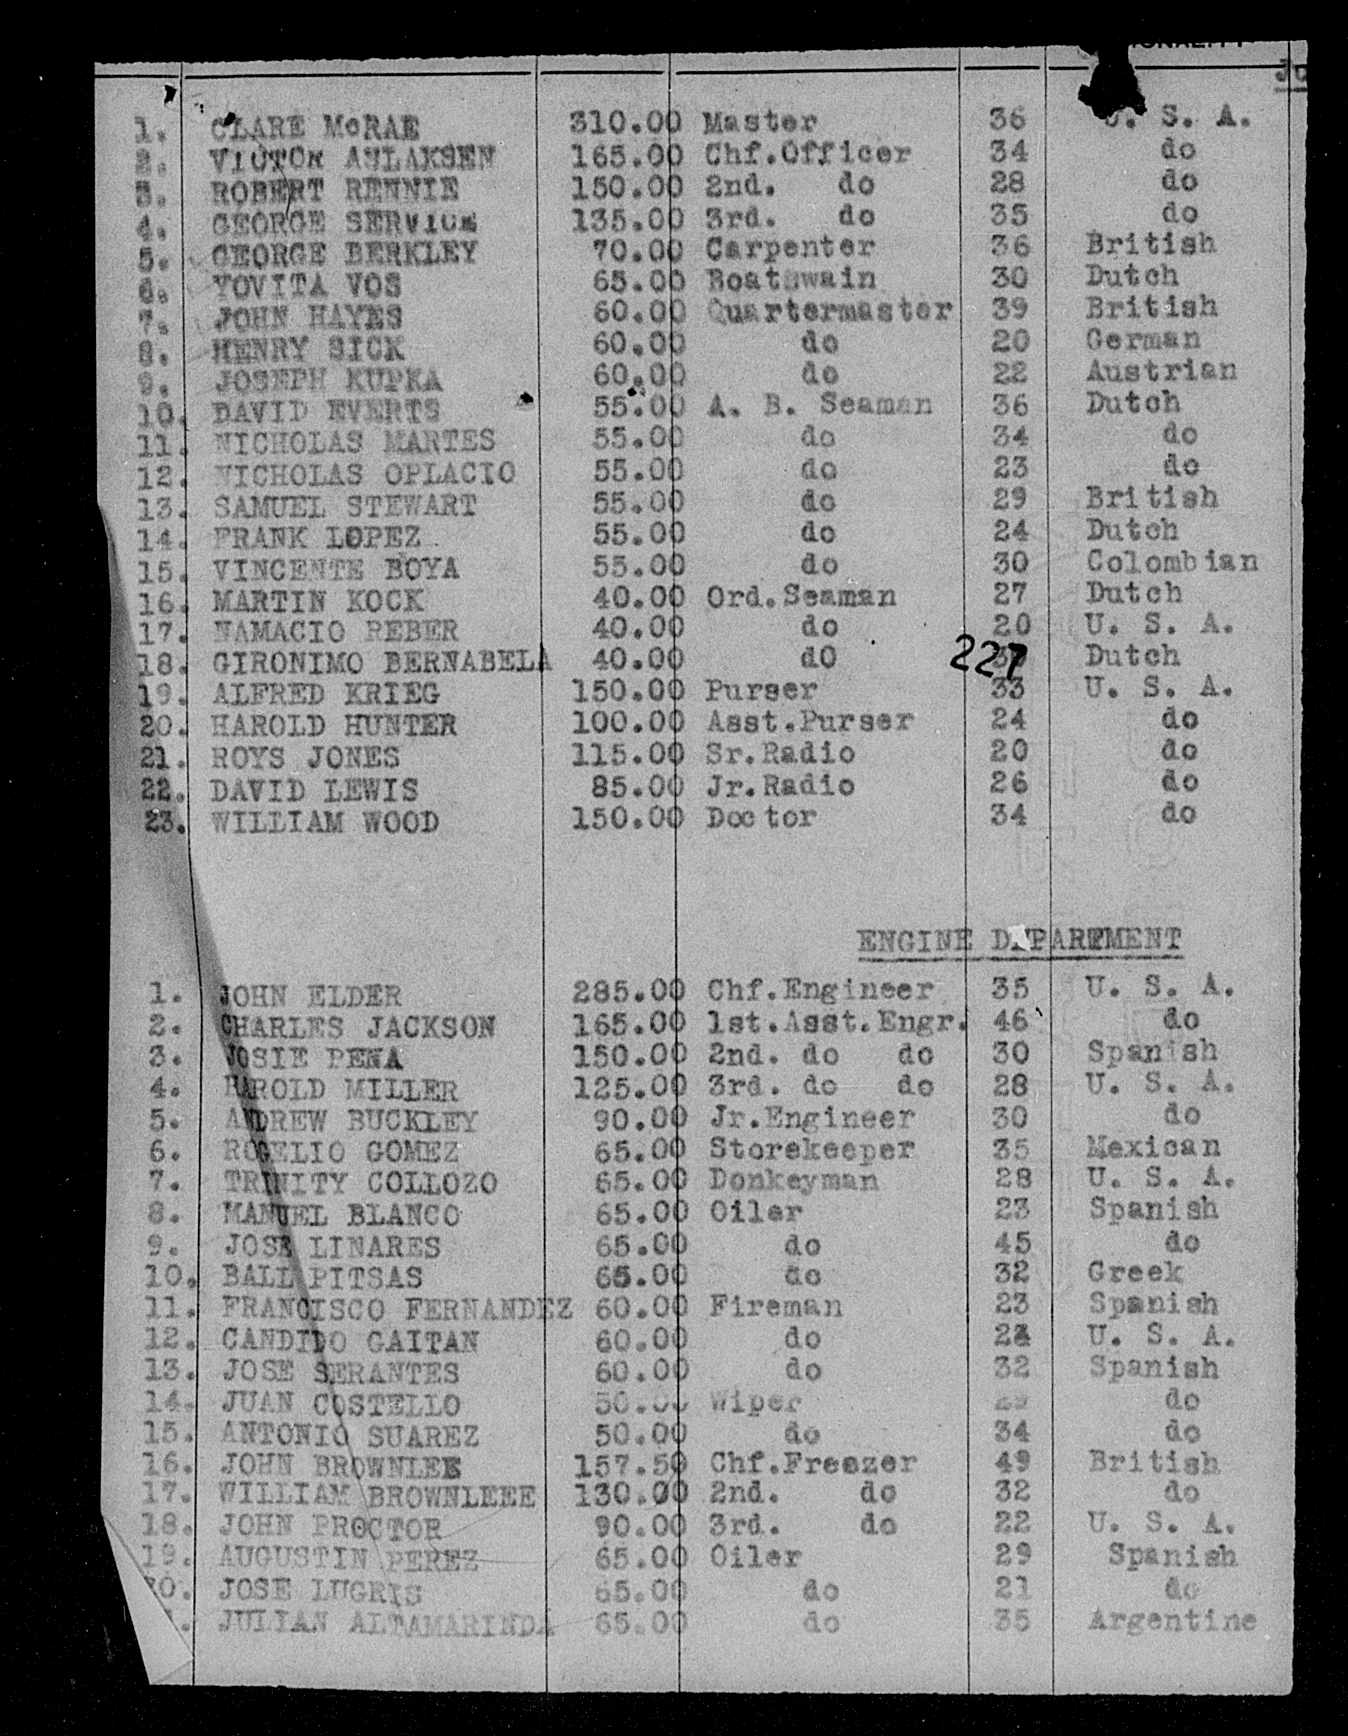 1. CLARE McRAE 310.00 Master 36 U. S. A.
2. VICTOR ASLAKSEN 165.00 Chf.Officer 34 do
3. ROBERT RENNIE 150.00 2nd. do 28 do
4. GEORGE SERVICE 135.00 3rd. do 35 do
5. GEORGE BERKLEY 70.00 Carpenter 36 British
6. VOVITA VOS 65.00 Boatswain 30 Dutch
7. JOHN HAYES 60.00 Quartermaster 39 British
8. HENRY SICK 60.00 do 20 German
9. JOSEPH KUPKA 60.00 do 22 Austrian
10. DAVID EVERTS 55.00 A. B. Seaman 36 Dutch
11. NICHOLAS MARTES 55.00 do 34 do
12. NICHOLAS OPLACIO 55.00 do 23 do
13. SAMUEL STEWART 55.00 do 29 British
14. FRANK LOPEZ 55.00 do 24 Dutch
15. VINCENTE BOYA 55.00 do 30 Colombian
16. MARTIN KOCK 40.00 Ord.Seaman 27 Dutch
17. NAMACIO REBER 40.00 do 20 U. S. A.
18. GIRONIMO BERNABELA 40.00 dO 227 Dutch
19. ALFRED KRIEG 150.00 Purser 33 U. S. A.
20. HAROLD HUNTER 100.00 Asst.Purser 24 do
21. ROYS JONES 115.00 Sr.Radio 20 do
22. DAVID LEWIS 85.00 Jr.Radio 26 do
23. WILLIAM WOOD 150.00 Doctor 34 do
ENGINE DEPARTMENT
1. JOHN ELDER 285.00 Chf.Engineer 35 U. S. A.
2. CHARLES JACKSON 165.00 1st.Asst.Engr. 46 do
3. JOSIE PENA 150.00 2nd. do do 30 Spanish
4. HAROLD MILLER 125.00 3rd. do do 28 U. S. A.
5. ANDREW BUCKLEY 90.00 Jr.Engineer 30 do
6. ROGELIO GOMEZ 65.00 Storekeeper 35 Mexican
7. TRINITY COLLOZO 65.00 Donkeyman 28 U. S. A.
8. MANUEL BLANCO 65.00 Oiler 23 Spanish
9. JOSE LINARES 65.00 do 45 do
10. BALL PITSAS 65.00 do 32 Greek
11. FRANCISCO FERNANDEZ 60.00 Fireman 23 Spanish
12. CANDIDO GAITAN 60.00 do U. S. A.
13. JOSE SERANTES 60.00 do 32 Spanish
14. JUAN COSTELLO 50.00 Wiper do
15. ANTONIO SUAREZ 50.00 do 34 do
16. JOHN BROWNLEE 157.50 Chf.Freezer 49 British
17. WILLIAM BROWNLEEE 130.00 2nd. do 32 do
18. JOHN PROCTOR 90.00 3rd. do 22 U. S. A.
19. AUGUSTIN PEREZ 65.00 Oiler 29 Spanish
20. JOSE LUGRIS 65.00 do 21 do
JULIAN ALTAMARINDA 65.00 do 35 Argentine